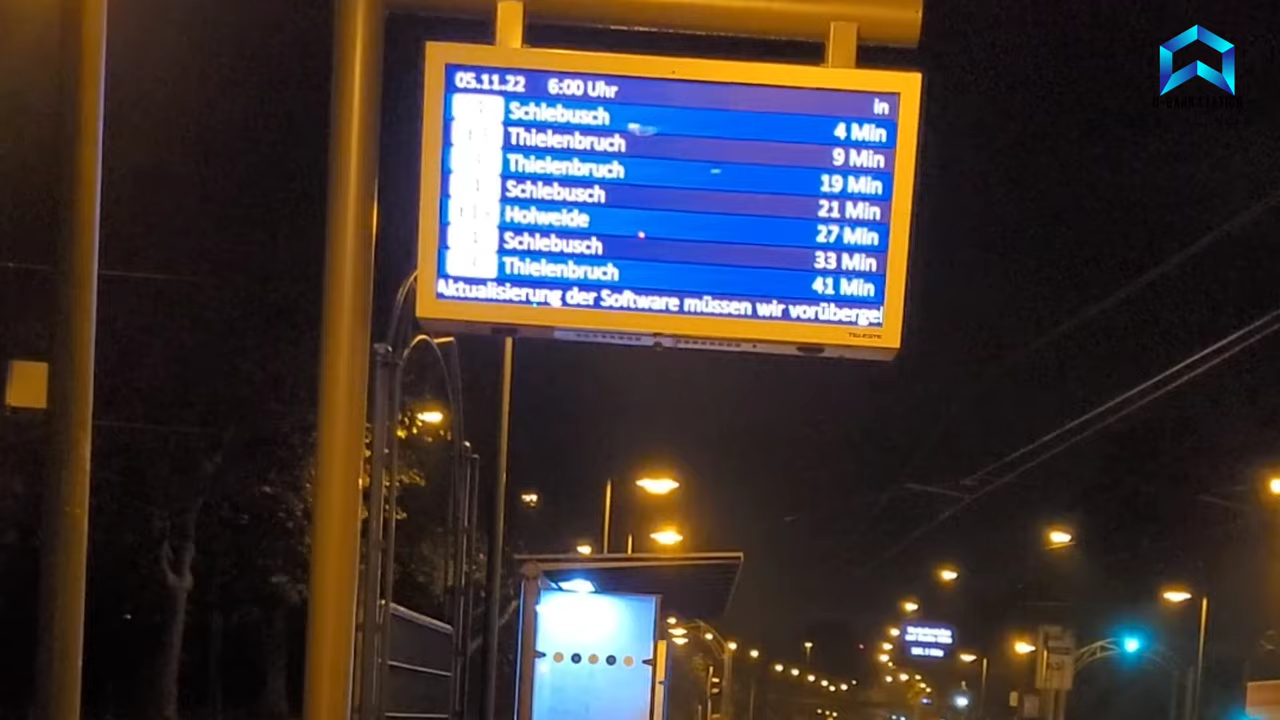 05.11.22 6:00 Uhr in
Schlebusch 4 Min
Thielenbruch 9 Min
Thielenbruch 19 Min
Schlebusch 21 Min
Holweide 27 Min
Schlebusch 33 Min
Thielenbruch 41 Min
Aktualisierung der Software müssen wir vorüberge
TELESTE